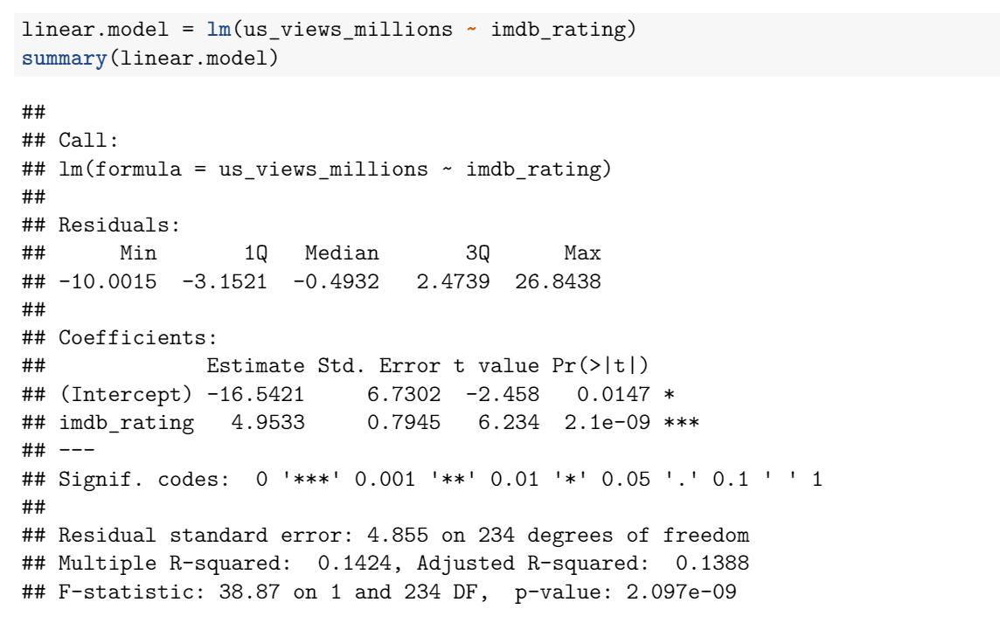 linear.model = lm(us_views_millions ~ imdb_rating)
summary(linear.model)
##
## Call:
## lm(formula = us_views_millions ~ imdb_rating)
##
## Residuals:
##      Min       1Q   Median       3Q      Max
## -10.0015  -3.1521  -0.4932   2.4739  26.8438
##
## Coefficients:
##             Estimate Std. Error t value Pr(>|t|)
## (Intercept) -16.5421     6.7302  -2.458   0.0147 *
## imdb_rating   4.9533     0.7945   6.234  2.1e-09 ***
## ---
## Signif. codes:  0 '***' 0.001 '**' 0.01 '*' 0.05 '.' 0.1 ' ' 1
##
## Residual standard error: 4.855 on 234 degrees of freedom
## Multiple R-squared:  0.1424, Adjusted R-squared:  0.1388
## F-statistic: 38.87 on 1 and 234 DF,  p-value: 2.097e-09